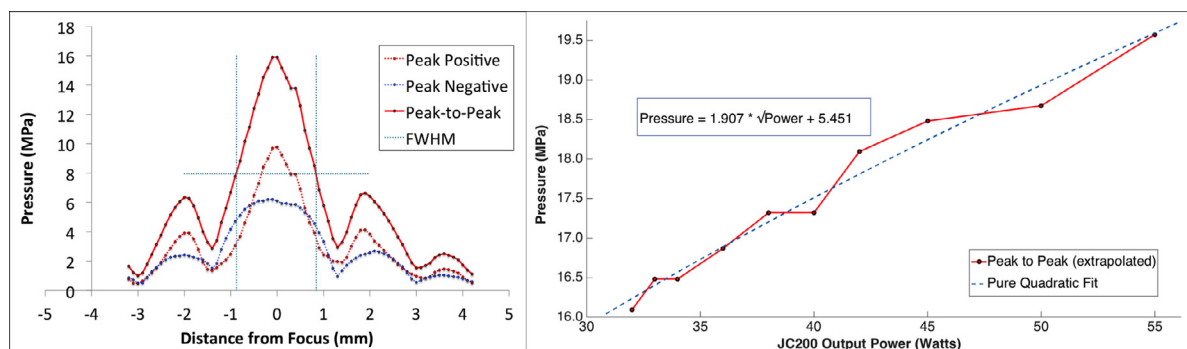 18
16
14
12
10
8
6
4
2
0
Pressure (MPa)
-5 -4 -3 -2 -1 0 1 2 3 4 5
Distance from Focus (mm)
Peak Positive
Peak Negative
Peak-to-Peak
FWHM
19.5
19.0
18.5
18.0
17.5
17.0
16.5
16.0
Pressure (MPa)
Pressure = 1.907 * √Power + 5.451
Peak to Peak (extrapolated)
Pure Quadratic Fit
30 35 40 45 50 55
JC200 Output Power (Watts)